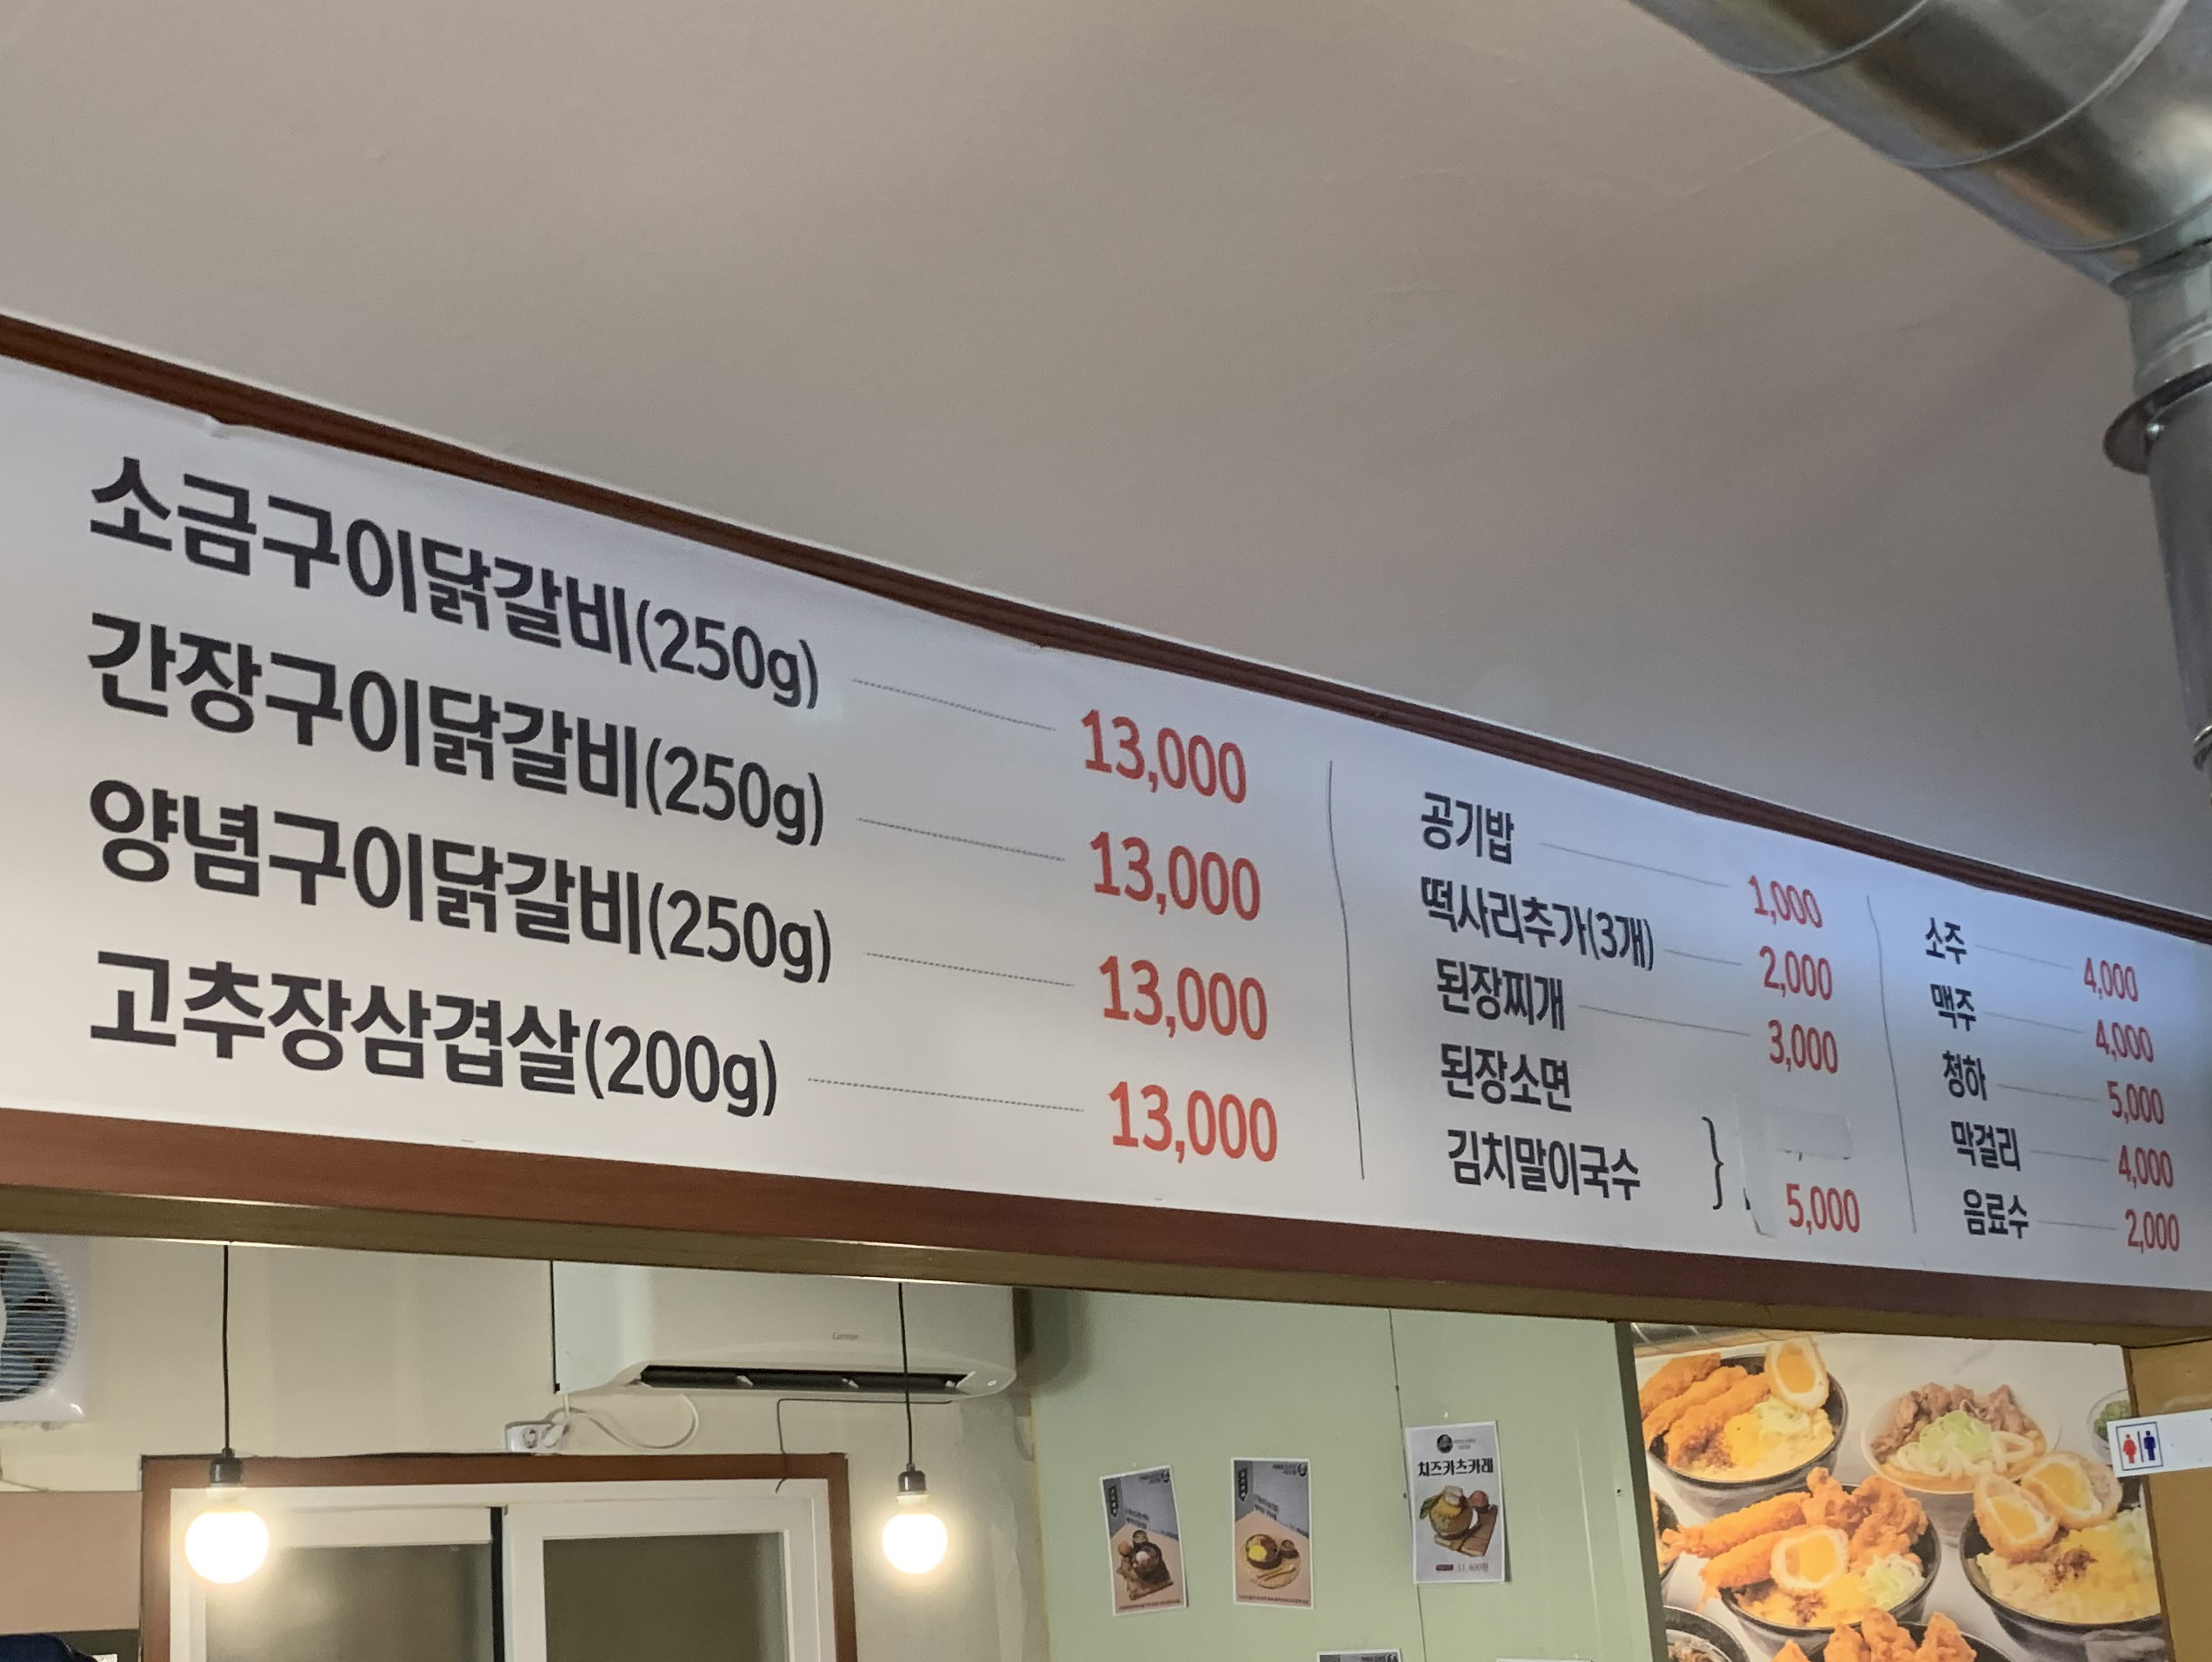 소금구이닭갈비(250g) 13,000
간장구이닭갈비(250g) 13,000
양념구이닭갈비(250g) 13,000
고추장삼겹살(200g) 13,000
공기밥 1,000
떡사리추가(3개) 2,000
된장찌개 3,000
된장소면
김치말이국수 } 5,000
소주 4,000
맥주 4,000
청하 5,000
막걸리 4,000
음료수 2,000
Carrier
치즈카츠카레